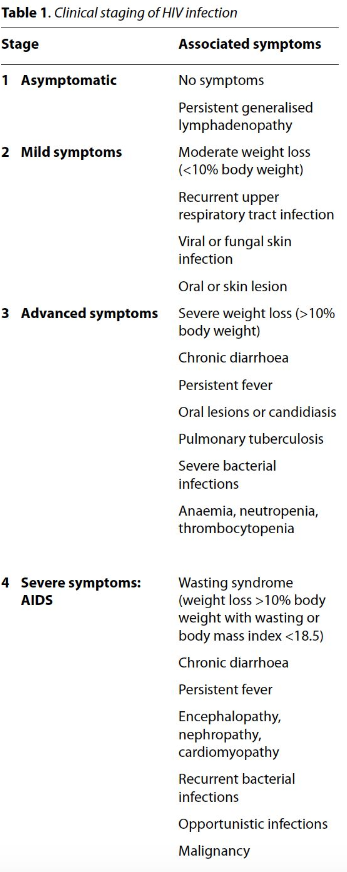 Table 1. Clinical staging of HIV infection
Stage Associated symptoms
1 Asymptomatic No symptoms
Persistent generalised
lymphadenopathy
2 Mild symptoms Moderate weight loss
(<10% body weight)
Recurrent upper
respiratory tract infection
Viral or fungal skin
infection
Oral or skin lesion
3 Advanced symptoms Severe weight loss (>10%
body weight)
Chronic diarrhoea
Persistent fever
Oral lesions or candidiasis
Pulmonary tuberculosis
Severe bacterial
infections
Anaemia, neutropenia,
thrombocytopenia
4 Severe symptoms: Wasting syndrome
AIDS (weight loss >10% body
weight with wasting or
body mass index <18.5)
Chronic diarrhoea
Persistent fever
Encephalopathy,
nephropathy,
cardiomyopathy
Recurrent bacterial
infections
Opportunistic infections
Malignancy